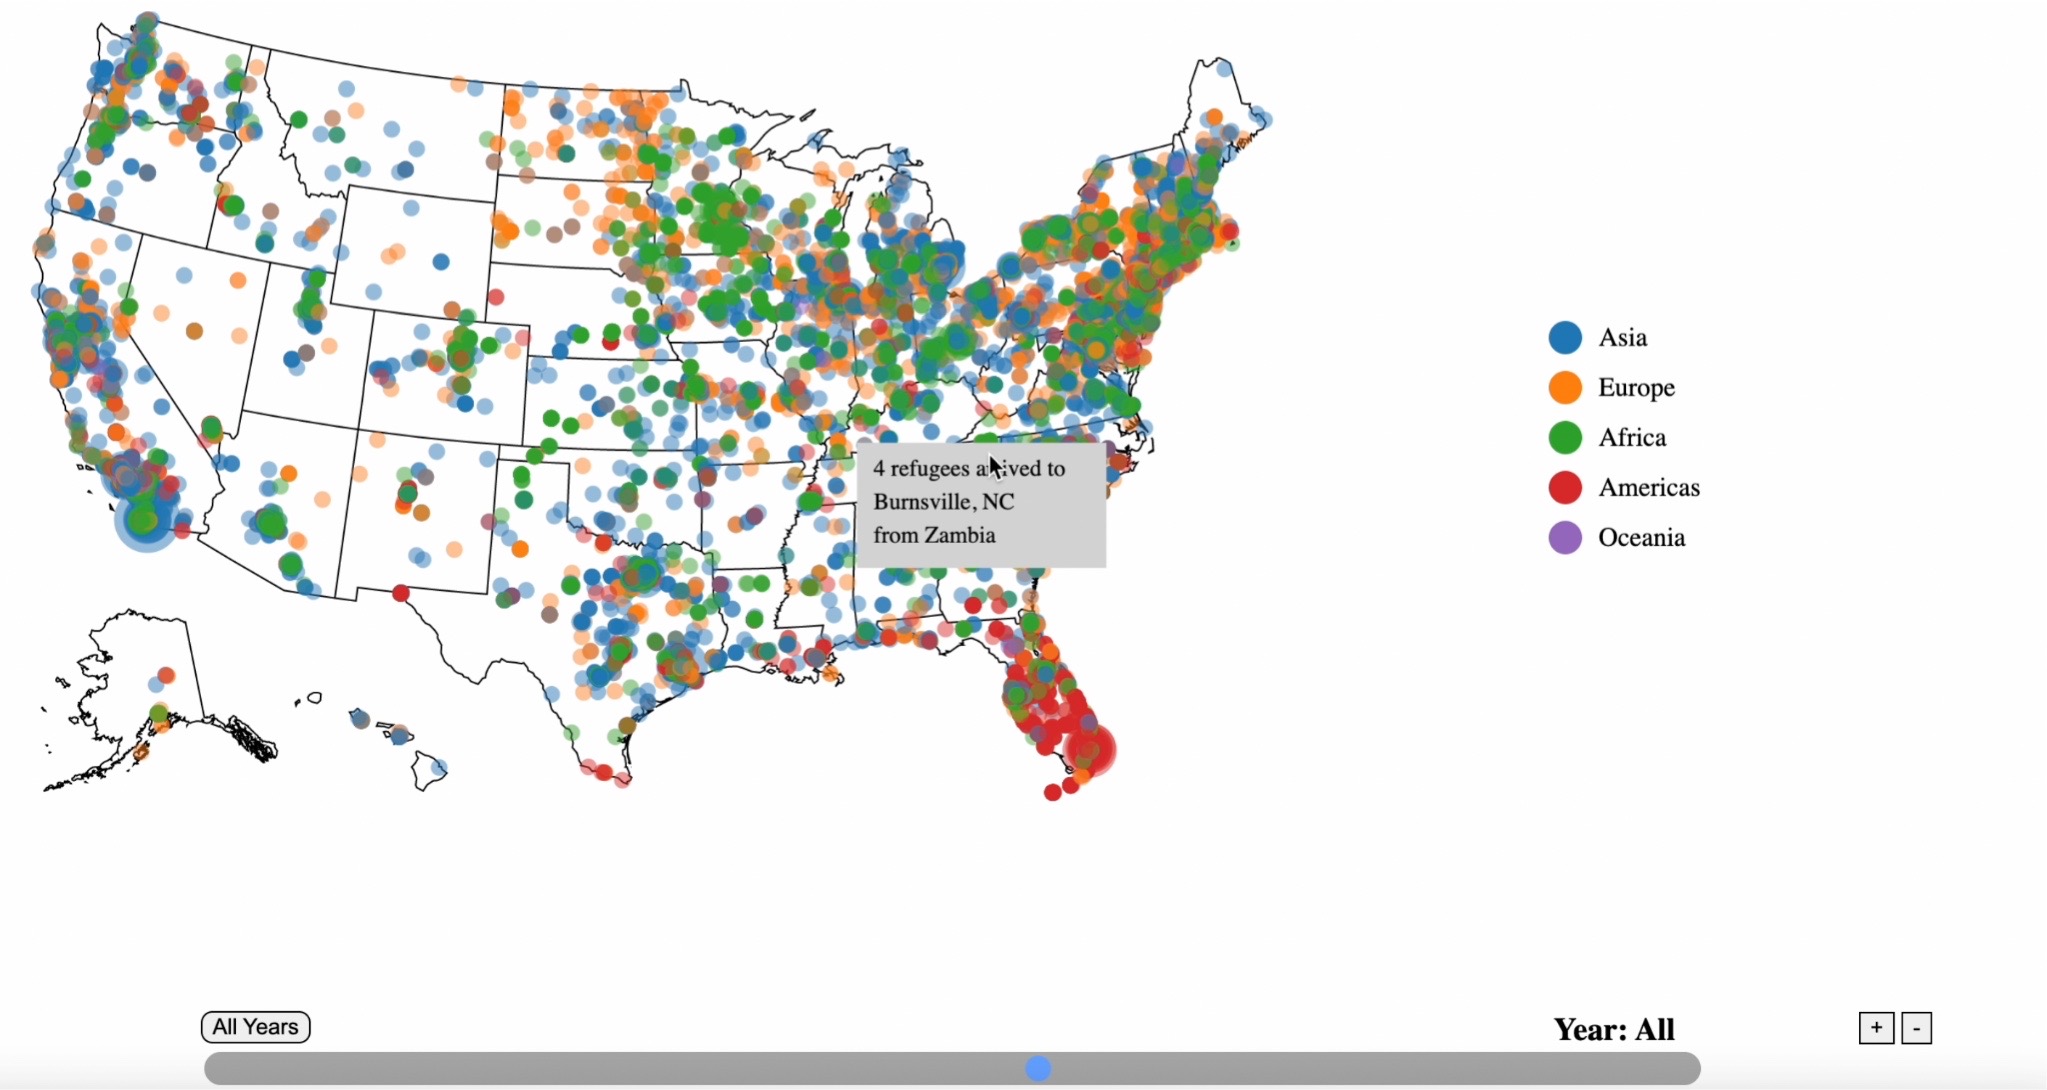 Asia
Europe
Africa
Americas
Oceania
4 refugees arrived to
Burnsville, NC
from Zambia
All Years
Year: All
+
-